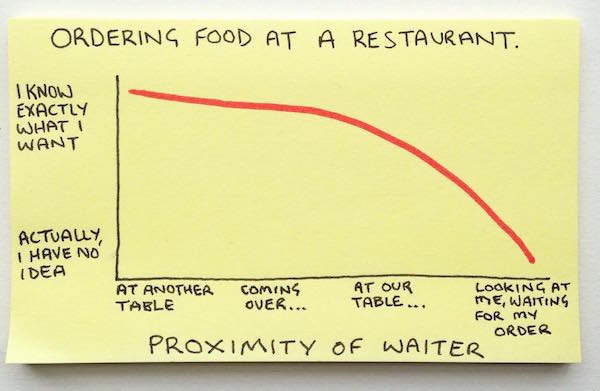 ORDERING FOOD AT A RESTAURANT.
I KNOW
EXACTLY
WHAT I
WANT
ACTUALLY,
I HAVE NO
IDEA
AT ANOTHER
TABLE
COMING
OVER...
AT OUR
TABLE...
LOOKING AT
ME, WAITING
FOR MY
ORDER
PROXIMITY OF WAITER